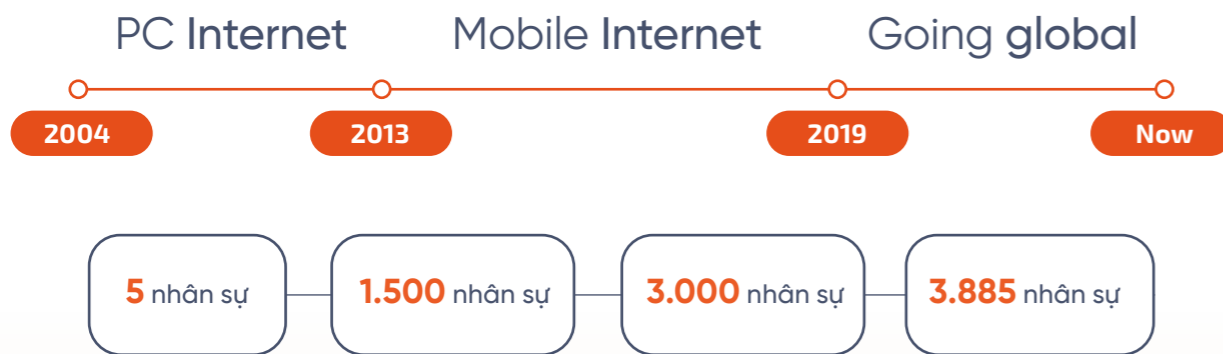 PC Internet Mobile Internet Going global
2004 2013 2019 Now
5 nhân sự 1.500 nhân sự 3.000 nhân sự 3.885 nhân sự